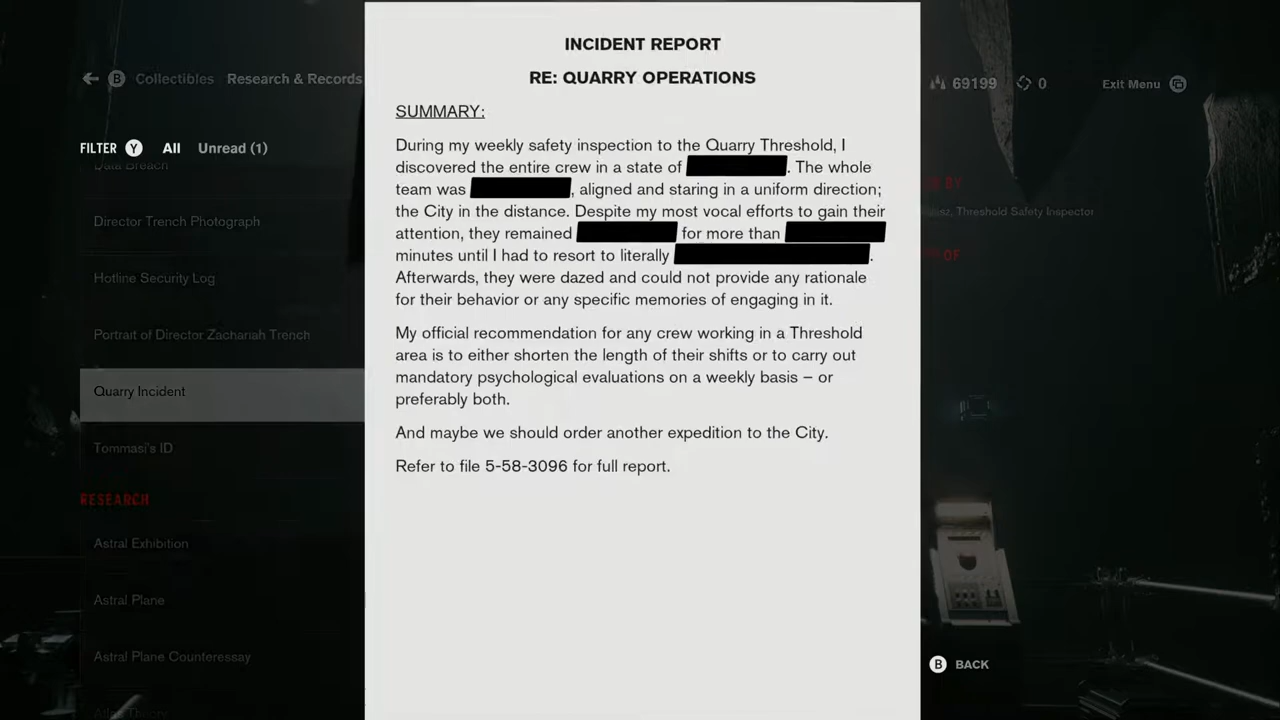 INCIDENT REPORT
RE: QUARRY OPERATIONS
B Collectibles Research & Records
69199 0
Exit Menu
FILTER Y All Unread (1)
Data Breach
Director Trench Photograph
Hotline Security Log
Portrait of Director Zachariah Trench
Quarry Incident
Tommasi's ID
RESEARCH
Astral Exhibition
Astral Plane
Astral Plane Counteressay
SUMMARY:
During my weekly safety inspection to the Quarry Threshold, I
discovered the entire crew in a state of . The whole
team was , aligned and staring in a uniform direction;
the City in the distance. Despite my most vocal efforts to gain their
attention, they remained for more than
minutes until I had to resort to literally .
Afterwards, they were dazed and could not provide any rationale
for their behavior or any specific memories of engaging in it.
My official recommendation for any crew working in a Threshold
area is to either shorten the length of their shifts or to carry out
mandatory psychological evaluations on a weekly basis – or
preferably both.
And maybe we should order another expedition to the City.
Refer to file 5-58-3096 for full report.
BY
Threshold Safety Inspector
OF
B BACK